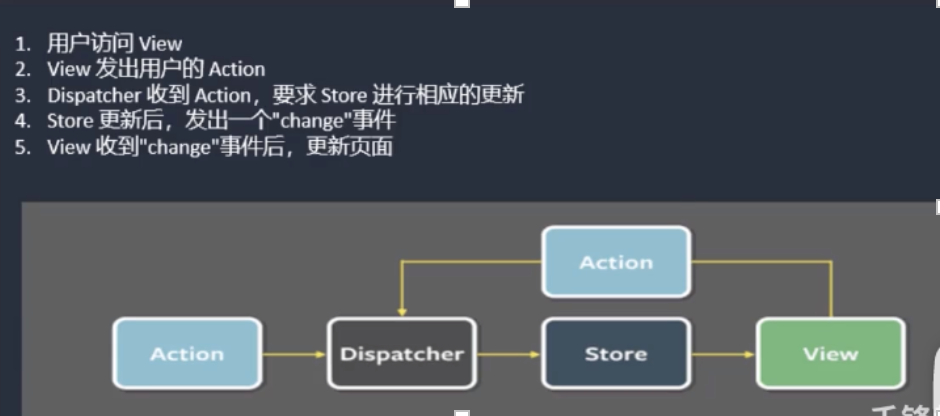 1. 用户访问 View
2. View 发出用户的 Action
3. Dispatcher 收到 Action，要求 Store 进行相应的更新
4. Store 更新后，发出一个"change"事件
5. View 收到"change"事件后，更新页面
Action
Action
Dispatcher
Store
View